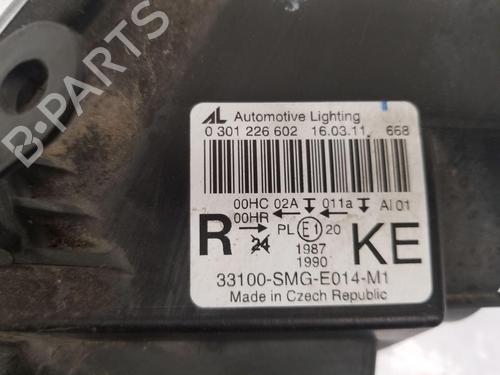 B-PARTS
AL Automotive Lighting
0 301 226 602 16.03.11 668
00HC 02A 011a AI 01
00HR
R PL E1 20 KE
24 1987
1990
33100-SMG-E014-M1
Made in Czech Republic